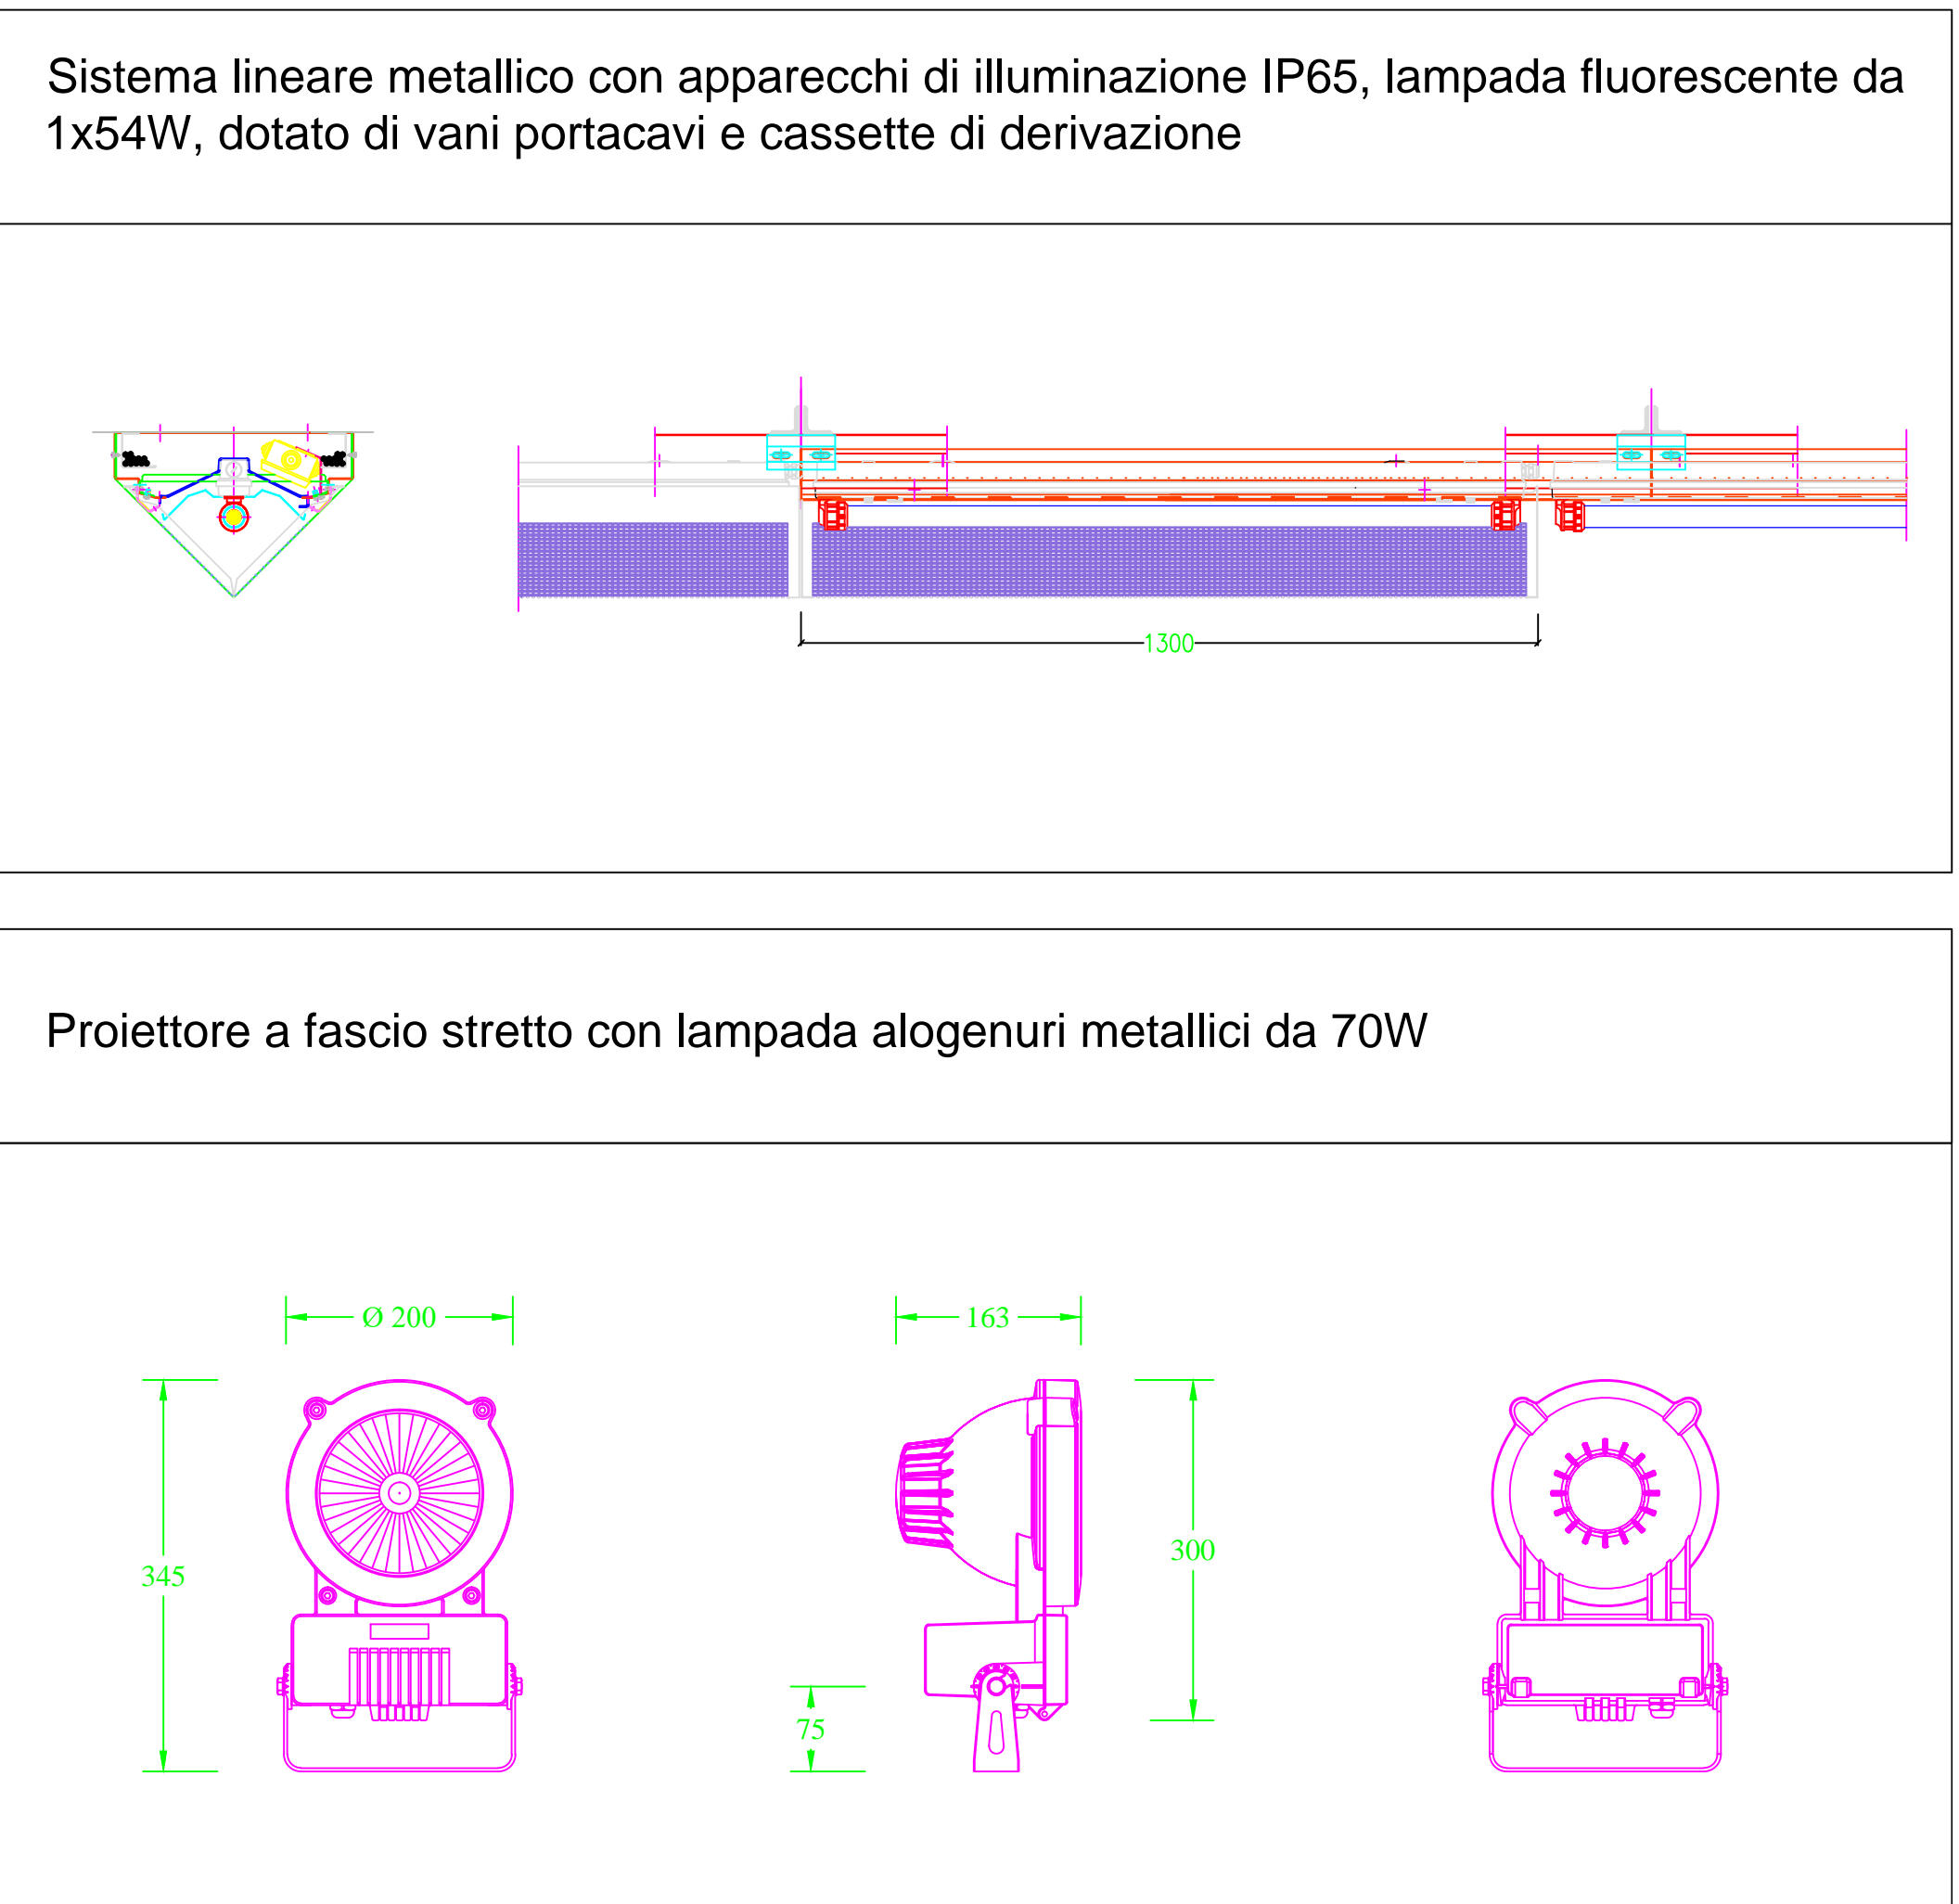 Sistema lineare metallico con apparecchi di illuminazione IP65, lampada fluorescente da
1x54W, dotato di vani portacavi e cassette di derivazione
1300
Proiettore a fascio stretto con lampada alogenuri metallici da 70W
Ø 200
163
345
300
75